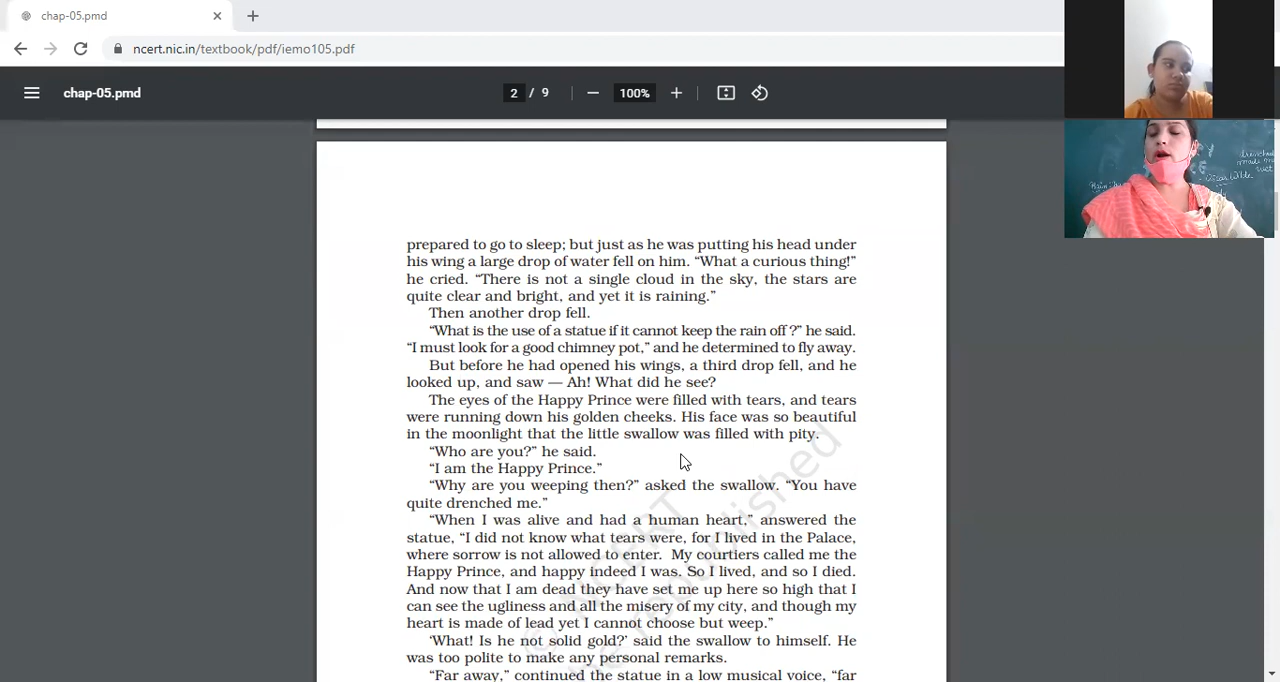 chap-05.pmd
ncert.nic.in/textbook/pdf/iemo105.pdf
chap-05.pmd
2 / 9
100%
prepared to go to sleep; but just as he was putting his head under
his wing a large drop of water fell on him. “What a curious thing!”
he cried. “There is not a single cloud in the sky, the stars are
quite clear and bright, and yet it is raining.”
Then another drop fell.
“What is the use of a statue if it cannot keep the rain off ?” he said.
“I must look for a good chimney pot,” and he determined to fly away.
But before he had opened his wings, a third drop fell, and he
looked up, and saw — Ah! What did he see?
The eyes of the Happy Prince were filled with tears, and tears
were running down his golden cheeks. His face was so beautiful
in the moonlight that the little swallow was filled with pity.
“Who are you?” he said.
“I am the Happy Prince.”
“Why are you weeping then?” asked the swallow. “You have
quite drenched me.”
“When I was alive and had a human heart,” answered the
statue, “I did not know what tears were, for I lived in the Palace,
where sorrow is not allowed to enter. My courtiers called me the
Happy Prince, and happy indeed I was. So I lived, and so I died.
And now that I am dead they have set me up here so high that I
can see the ugliness and all the misery of my city, and though my
heart is made of lead yet I cannot choose but weep.”
‘What! Is he not solid gold?’ said the swallow to himself. He
was too polite to make any personal remarks.
“Far away,” continued the statue in a low musical voice, “far
© NCERT
be republished
drenched
made me
wet
- Oscar Wilde